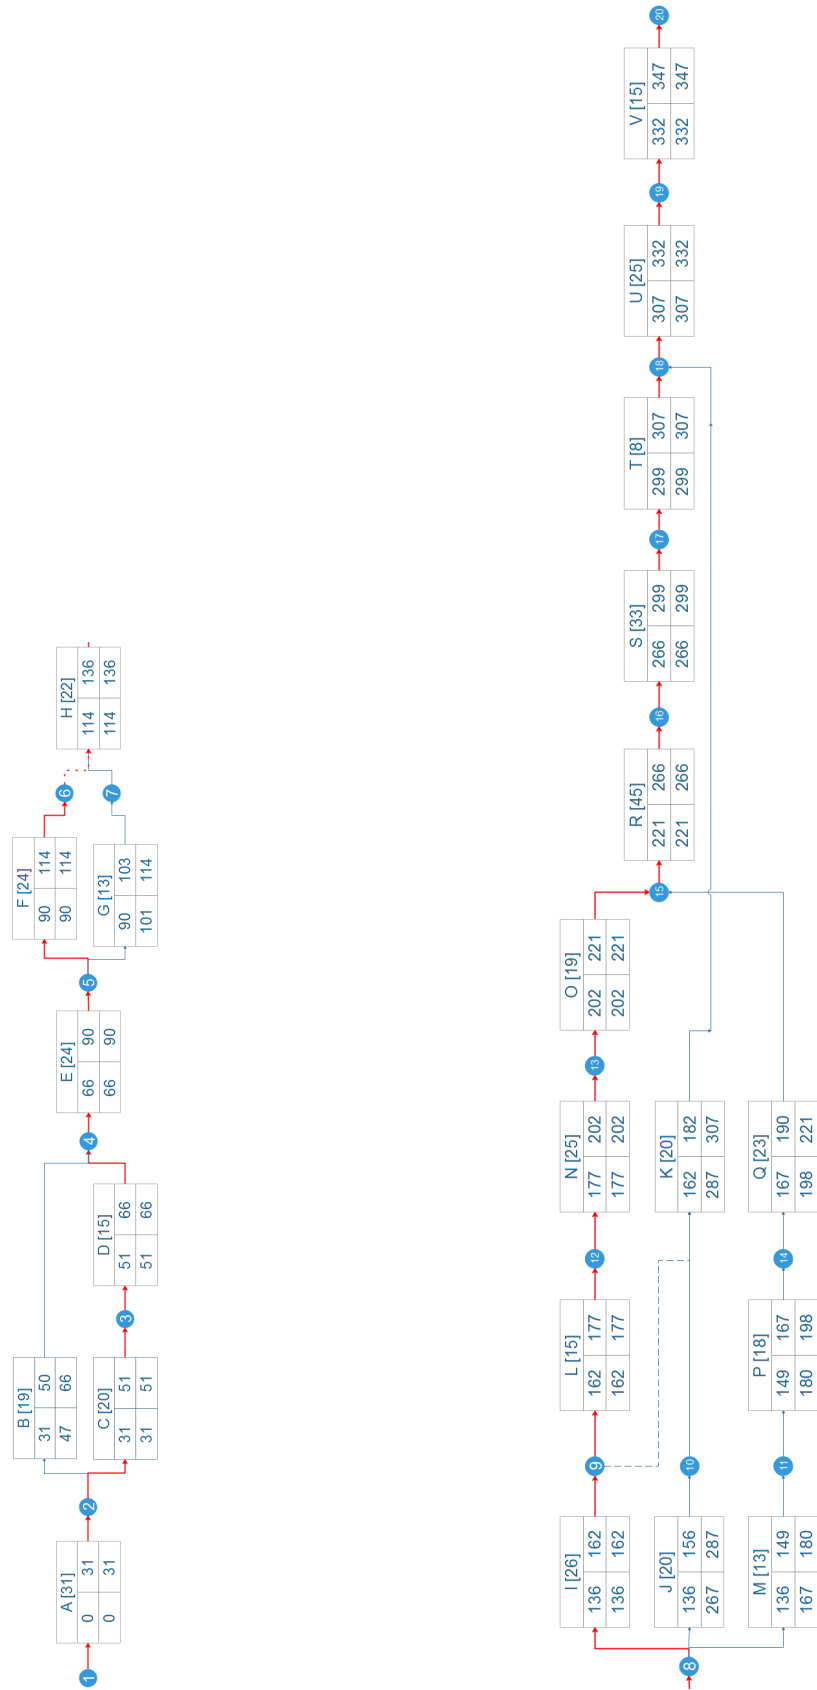 1
A [31]
0 31
0 31
2
B [19]
31 50
47 66
C [20]
31 51
31 51
3
D [15]
51 66
51 66
4
E [24]
66 90
66 90
5
F [24]
90 114
90 114
G [13]
90 103
101 114
6
7
H [22]
114 136
114 136
8
I [26]
136 162
136 162
J [20]
136 156
267 287
M [13]
136 149
167 180
9
10
11
L [15]
162 177
162 177
P [18]
149 167
180 198
12
14
N [25]
177 202
177 202
K [20]
162 182
287 307
Q [23]
167 190
198 221
13
O [19]
202 221
202 221
15
R [45]
221 266
221 266
16
S [33]
266 299
266 299
17
T [8]
299 307
299 307
18
U [25]
307 332
307 332
19
V [15]
332 347
332 347
20